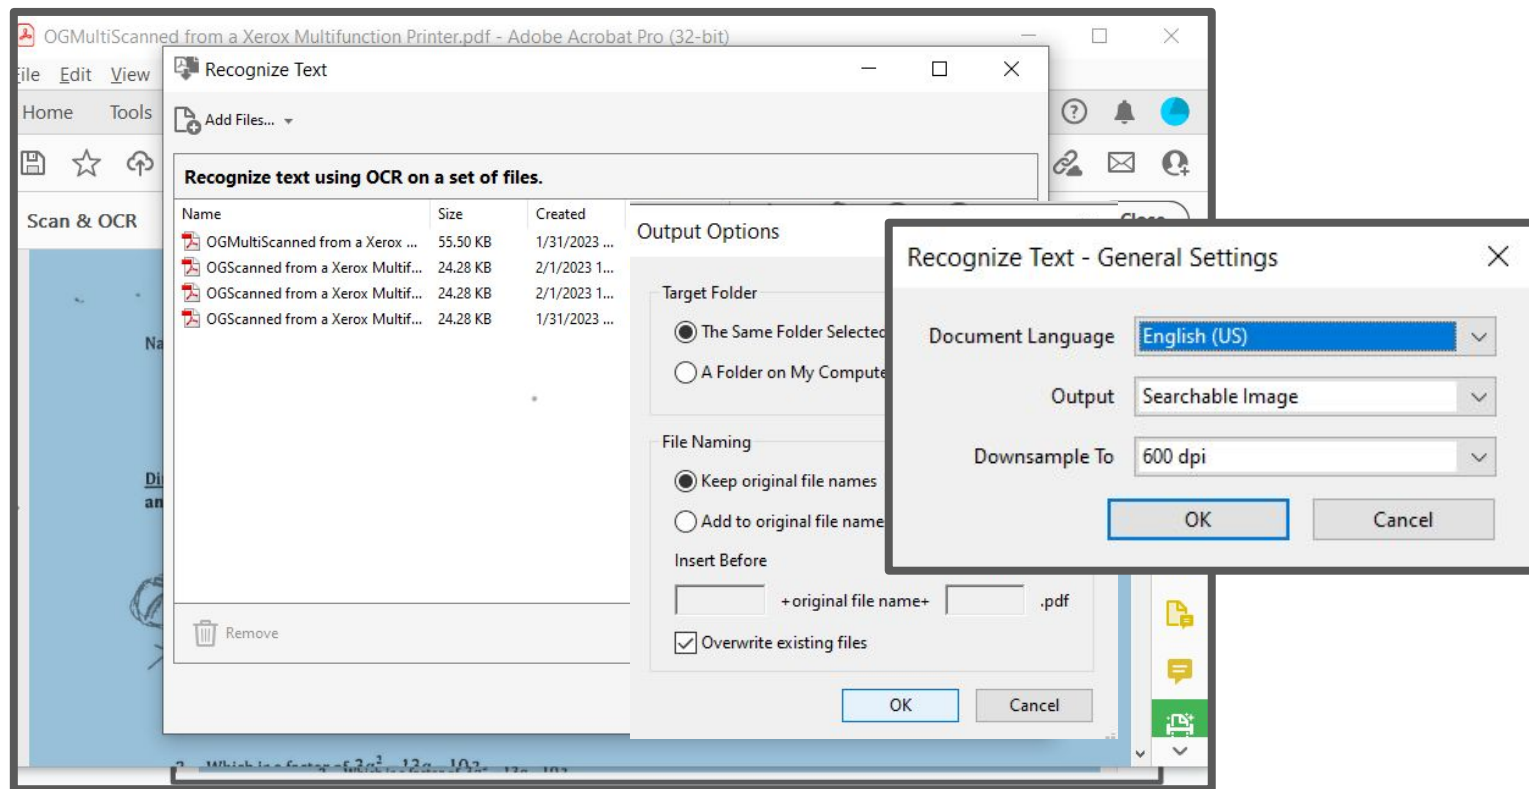 OGMultiScanned from a Xerox Multifunction Printer.pdf - Adobe Acrobat Pro (32-bit)
File Edit View
Home Tools
Scan & OCR
Recognize Text
Add Files...
Recognize text using OCR on a set of files.
Name Size Created
OGMultiScanned from a Xerox ... 55.50 KB 1/31/2023 ...
OGScanned from a Xerox Multif... 24.28 KB 2/1/2023 1...
OGScanned from a Xerox Multif... 24.28 KB 2/1/2023 1...
OGScanned from a Xerox Multif... 24.28 KB 1/31/2023 ...
Remove
Na
Di
an
Output Options
Target Folder
The Same Folder Selected
A Folder on My Compute
File Naming
Keep original file names
Add to original file name
Insert Before
+original file name+ .pdf
Overwrite existing files
OK Cancel
Close
Recognize Text - General Settings
Document Language English (US)
Output Searchable Image
Downsample To 600 dpi
OK Cancel